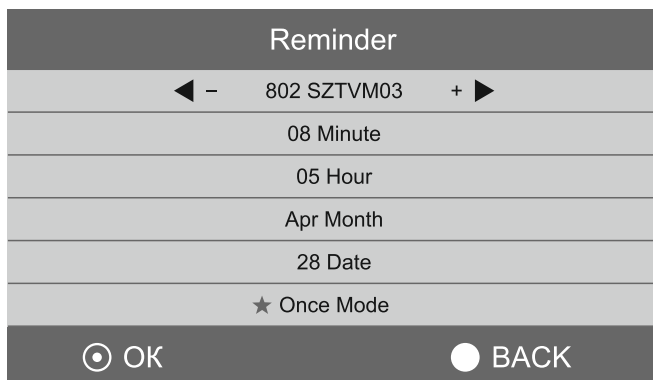 Reminder
− 802 SZTVM03 +
08 Minute
05 Hour
Apr Month
28 Date
★ Once Mode
OK BACK